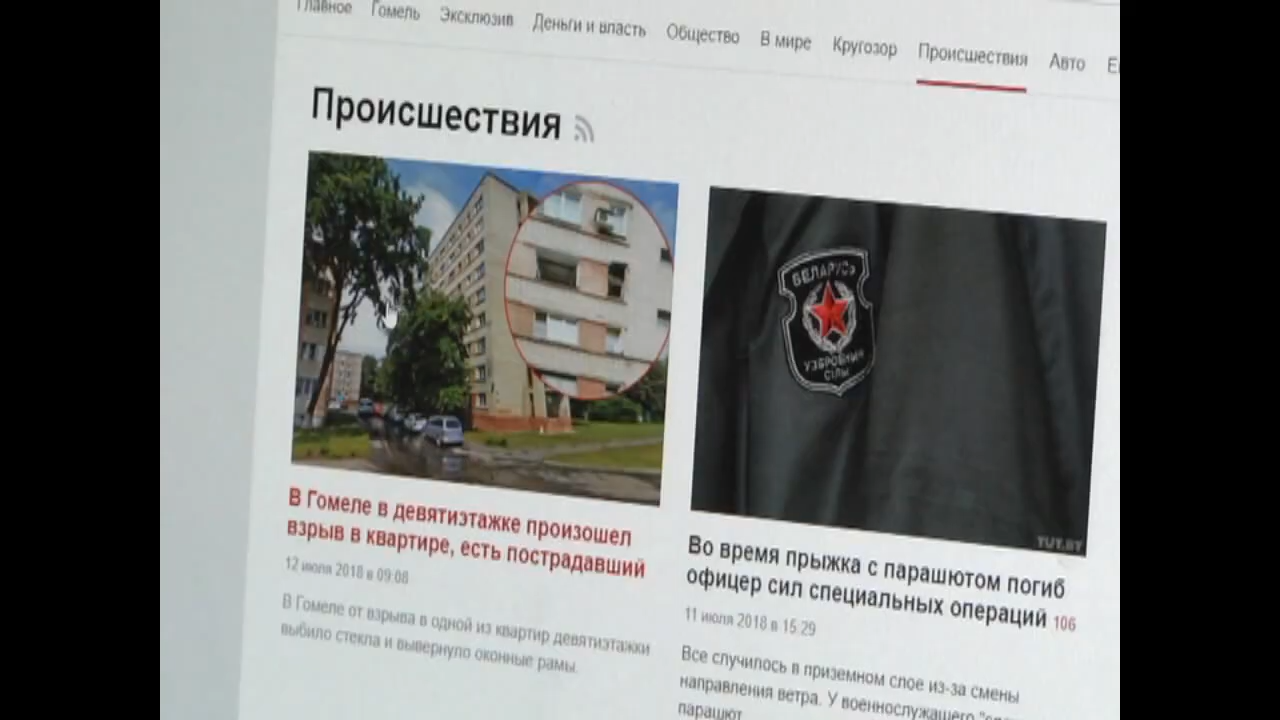 Главное Гомель Эксклюзив Деньги и власть Общество В мире Кругозор Происшествия Авто
Происшествия
БЕЛАРУСЬ
УЗБРОЕНЫЯ
СІЛЫ
TUT.BY
В Гомеле в девятиэтажке произошел
взрыв в квартире, есть пострадавший
12 июля 2018 в 09:08
В Гомеле от взрыва в одной из квартир девятиэтажки
выбило стекла и вывернуло оконные рамы.
Во время прыжка с парашютом погиб
офицер сил специальных операций 106
11 июля 2018 в 15:29
Все случилось в приземном слое из-за смены
направления ветра. У военнослужащего
парашют